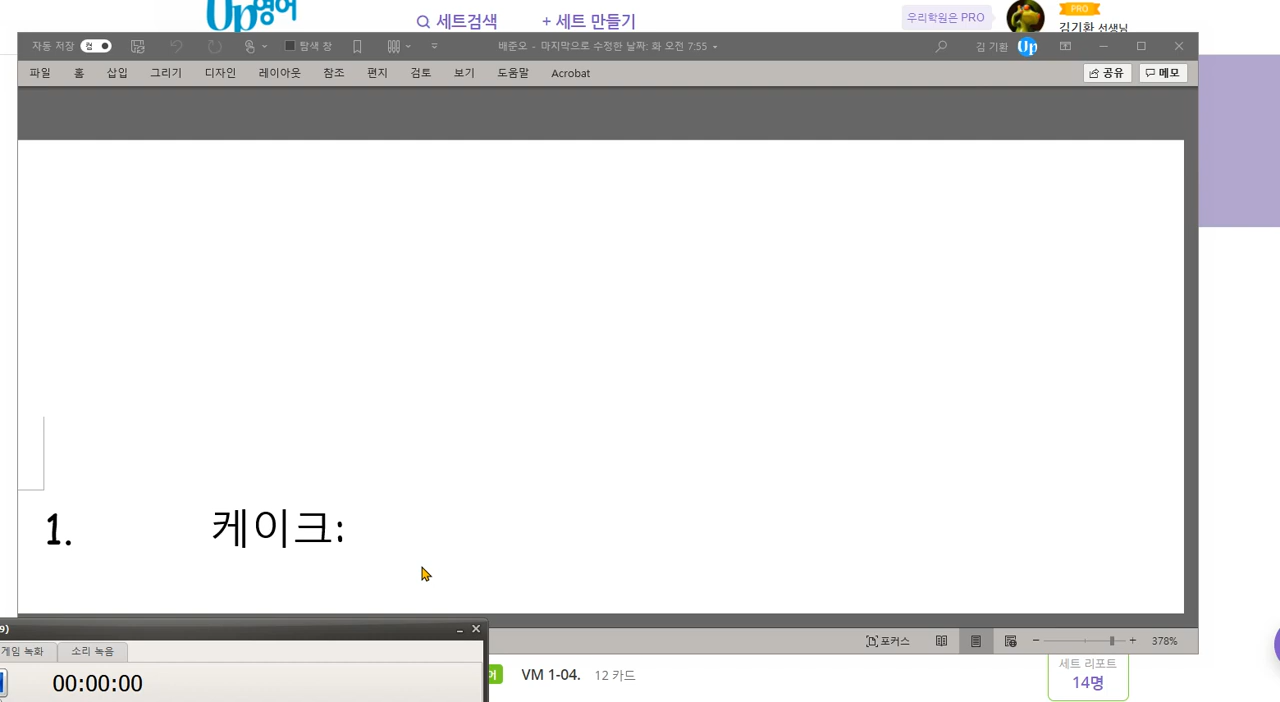 Up영어
세트검색
+ 세트 만들기
우리학원은 PRO
PRO
김기환 선생님
자동 저장
컴
탐색 창
배준오 - 마지막으로 수정한 날짜: 화 오전 7:55
김 기환
Up
파일
홈
삽입
그리기
디자인
레이아웃
참조
편지
검토
보기
도움말
Acrobat
공유
메모
1. 케이크:
포커스
378%
9)
게임 녹화
소리 녹음
00:00:00
어
VM 1-04.
12 카드
세트 리포트
14명